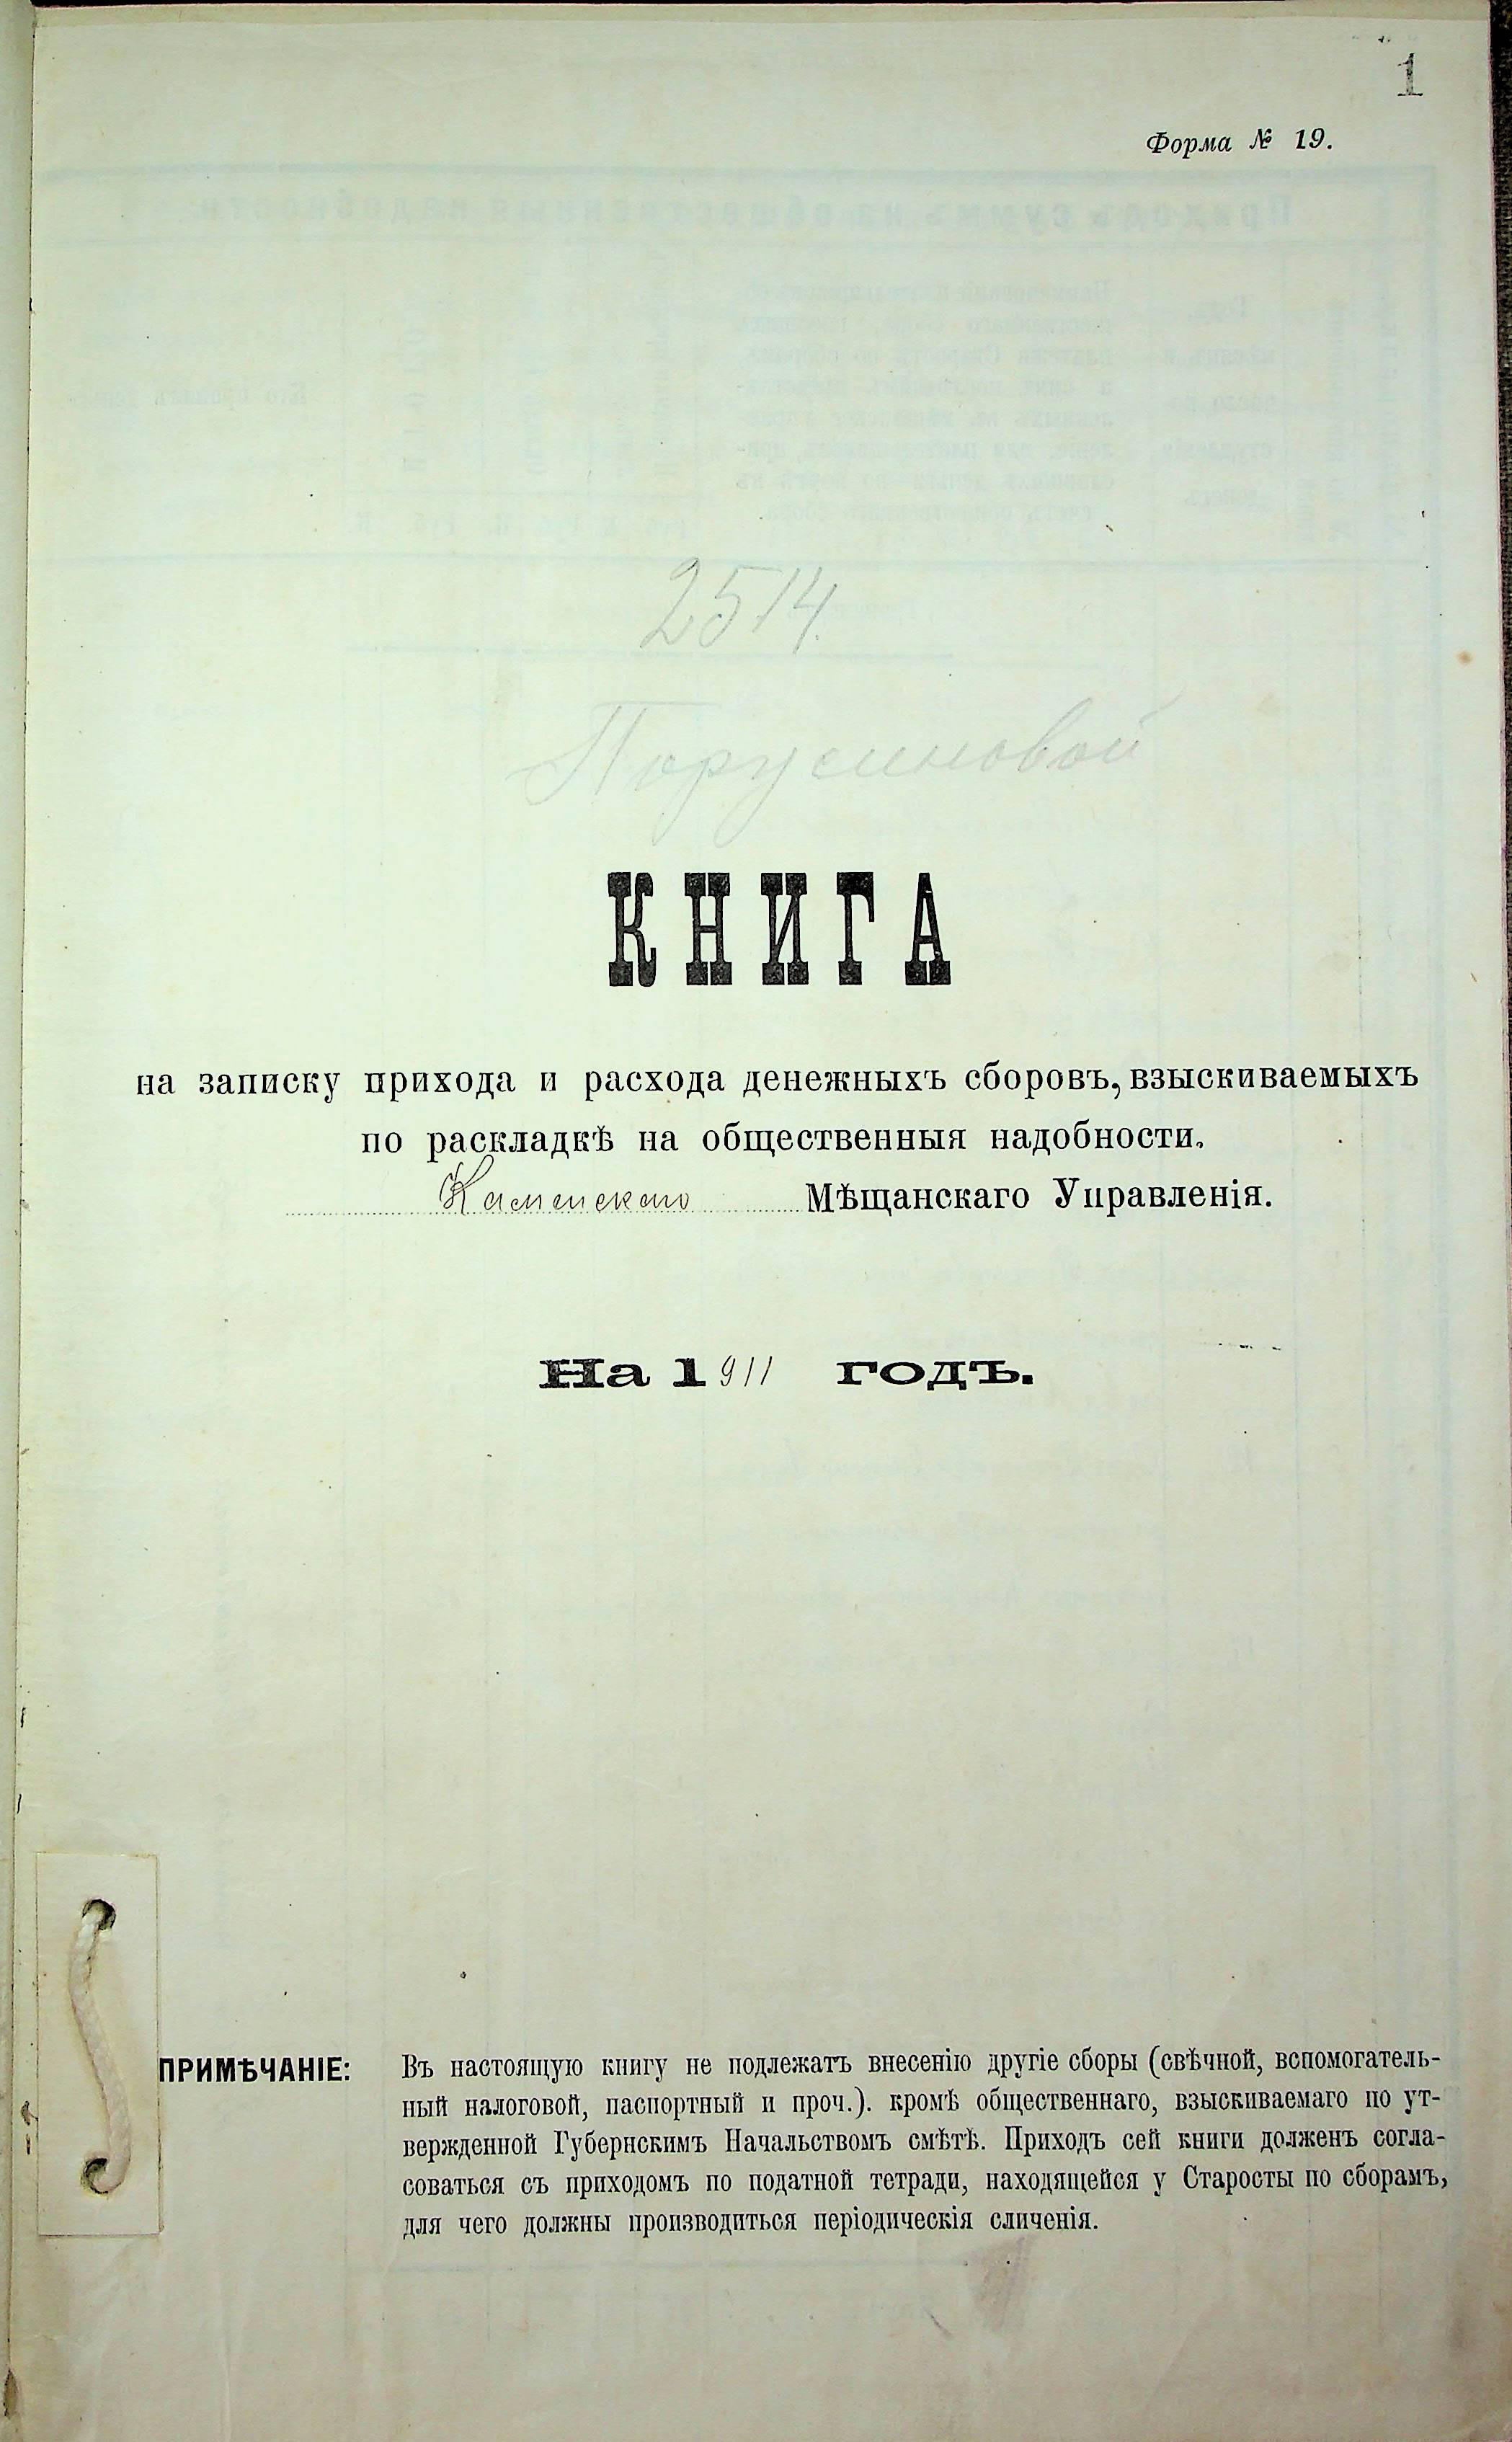 1
Форма № 19.
2514.
КНИГА
на записку прихода и расхода денежныхъ сборовъ, взыскиваемыхъ
по раскладкѣ на общественныя надобности.
Каменскаго Мѣщанскаго Управленія.
На 1911 годъ.
ПРИМѢЧАНІЕ: Въ настоящую книгу не подлежатъ внесенію другіе сборы (свѣчной, вспомогатель-
ный налоговой, паспортный и проч.). кромѣ общественнаго, взыскиваемаго по ут-
вержденной Губернскимъ Начальствомъ смѣтѣ. Приходъ сей книги долженъ согла-
соваться съ приходомъ по податной тетради, находящейся у Старосты по сборамъ,
для чего должны производиться періодическія сличенія.